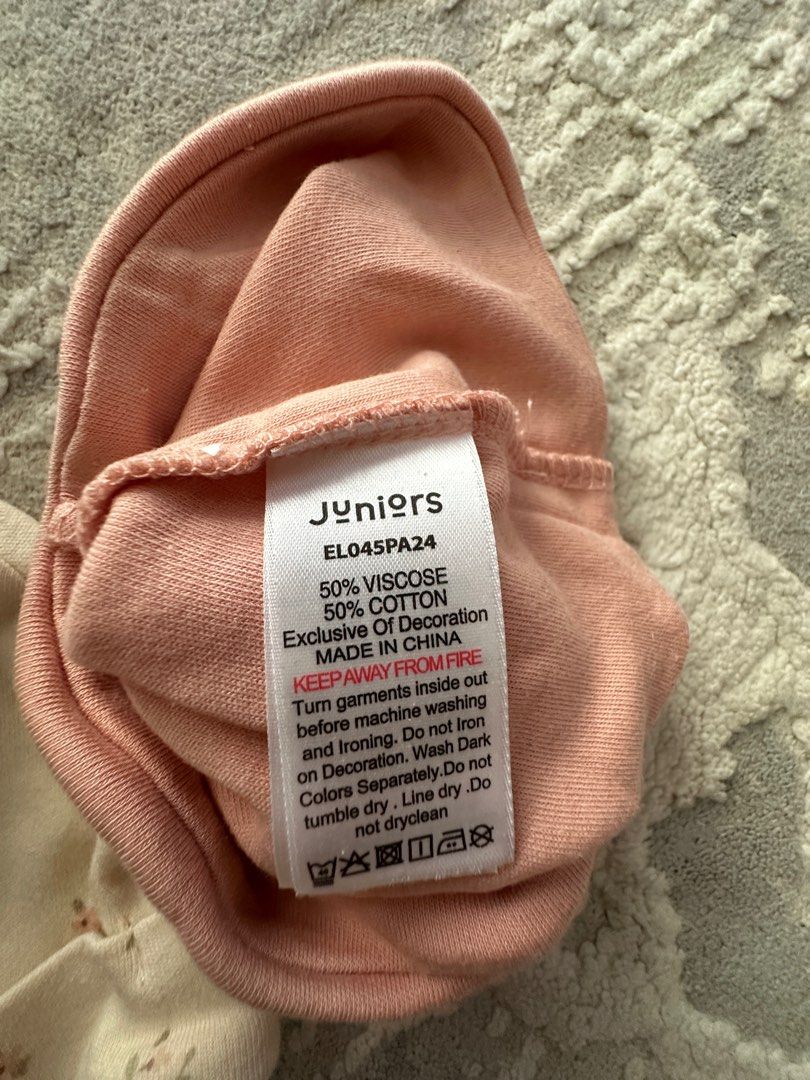 Juniors
EL045PA24
50% VISCOSE
50% COTTON
Exclusive Of Decoration
MADE IN CHINA
KEEP AWAY FROM FIRE
Turn garments inside out
before machine washing
and Ironing. Do not Iron
on Decoration. Wash Dark
Colors Separately.Do not
tumble dry . Line dry .Do
not dryclean